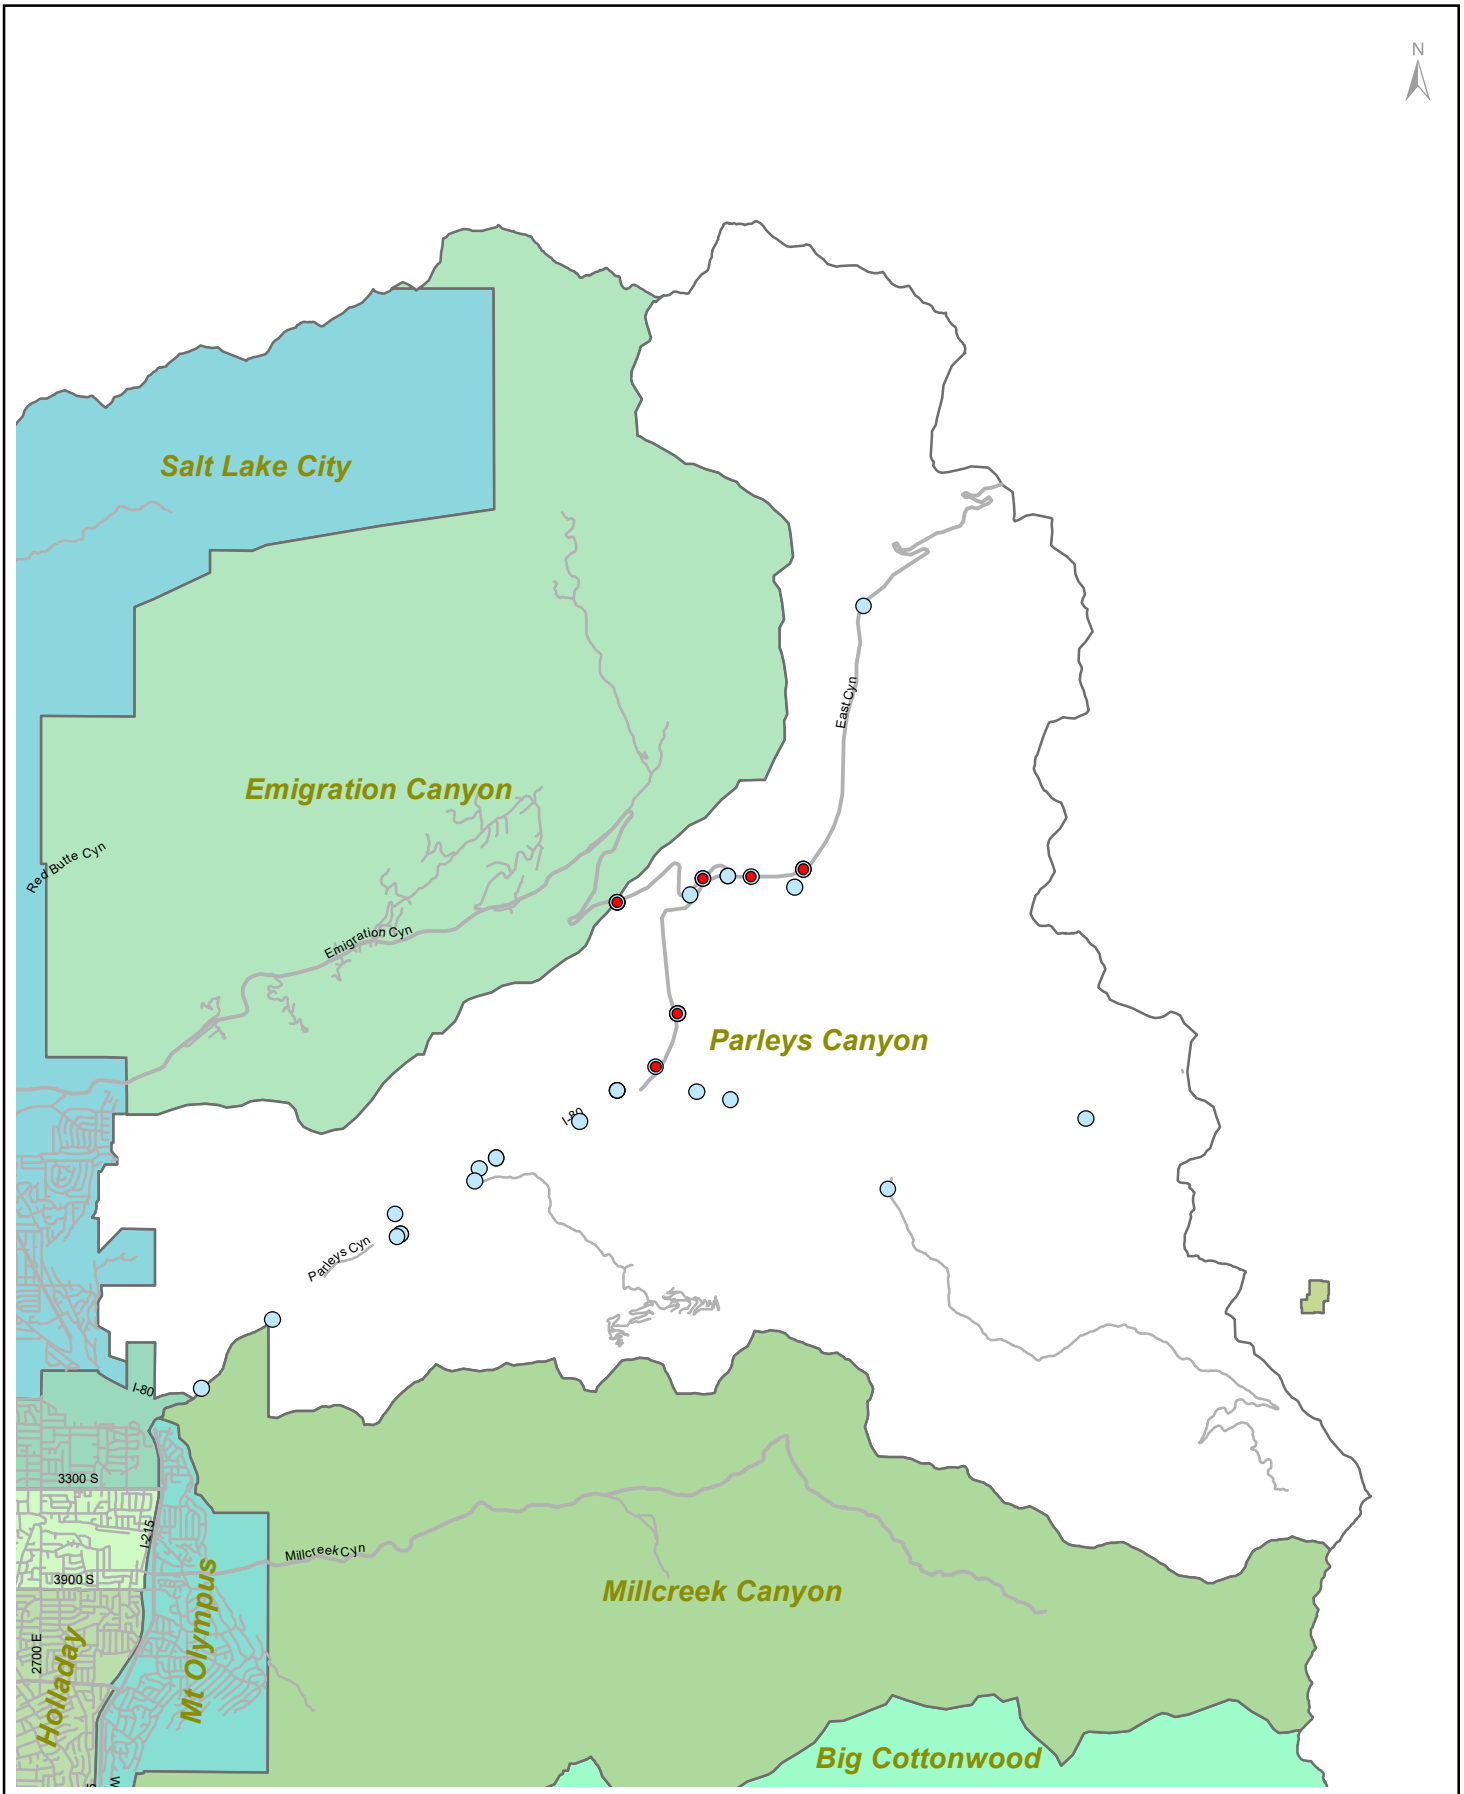 N
Salt Lake City
East Cyn
Emigration Canyon
Red Butte Cyn
Emigration Cyn
Parleys Canyon
I-80
Parleys Cyn
I-80
3300 S
I-215
Millcreek Cyn
3900 S
Millcreek Canyon
2700 E
Holladay
Mt Olympus
Big Cottonwood
S
W